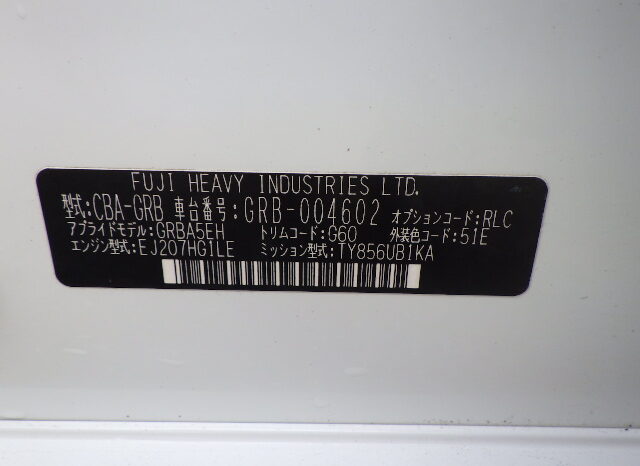 FUJI HEAVY INDUSTRIES LTD.
型式:CBA-GRB 車台番号:GRB-004602 オプションコード:RLC
アプライドモデル:GRBA5EH トリムコード:G60 外装色コード:51E
エンジン型式:EJ207HG1LE ミッション型式:TY856UB1KA